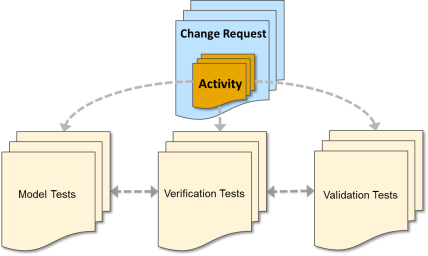 Change Request
Activity
Model Tests
Verification Tests
Validation Tests